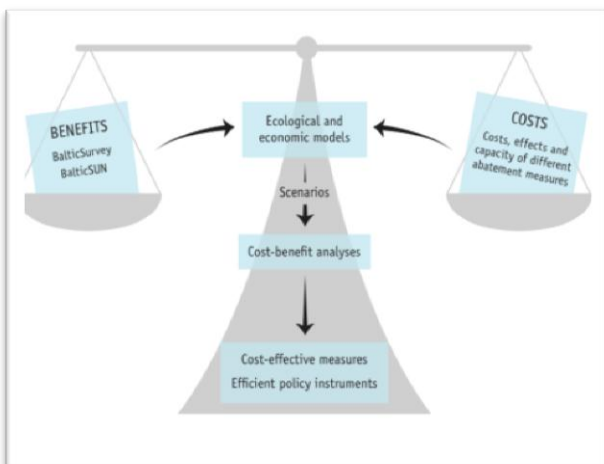 BENEFITS
BalticSurvey
BalticSUN
Ecological and
economic models
COSTS
Costs, effects and
capacity of different
abatement measures
Scenarios
Cost-benefit analyses
Cost-effective measures
Efficient policy instruments